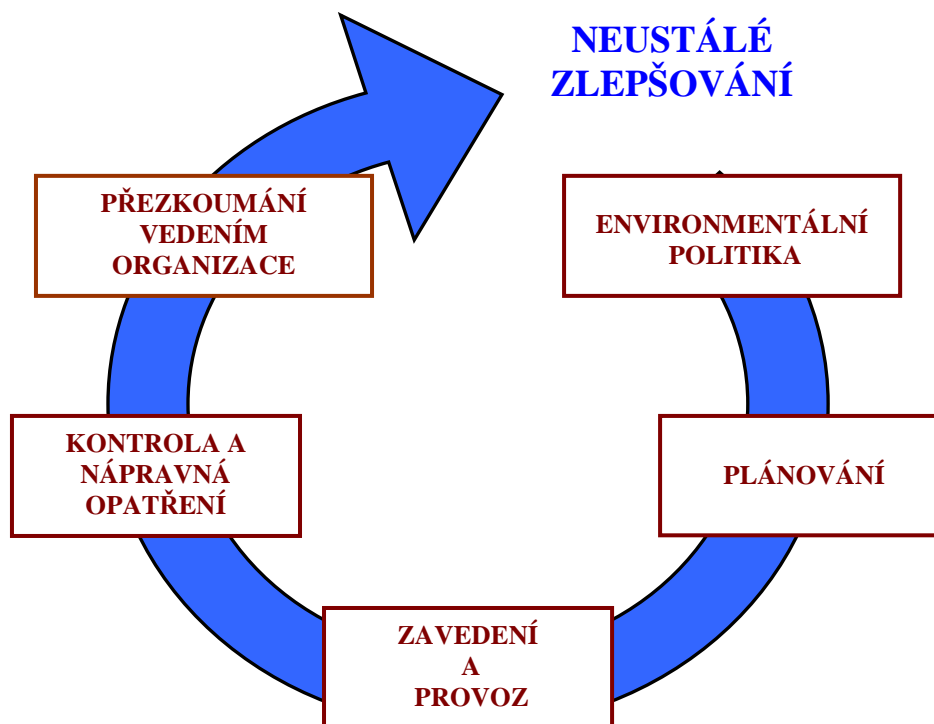 NEUSTÁLÉ
ZLEPŠOVÁNÍ
PŘEZKOUMÁNÍ
VEDENÍM
ORGANIZACE
ENVIRONMENTÁLNÍ
POLITIKA
KONTROLA A
NÁPRAVNÁ
OPATŘENÍ
PLÁNOVÁNÍ
ZAVEDENÍ
A
PROVOZ